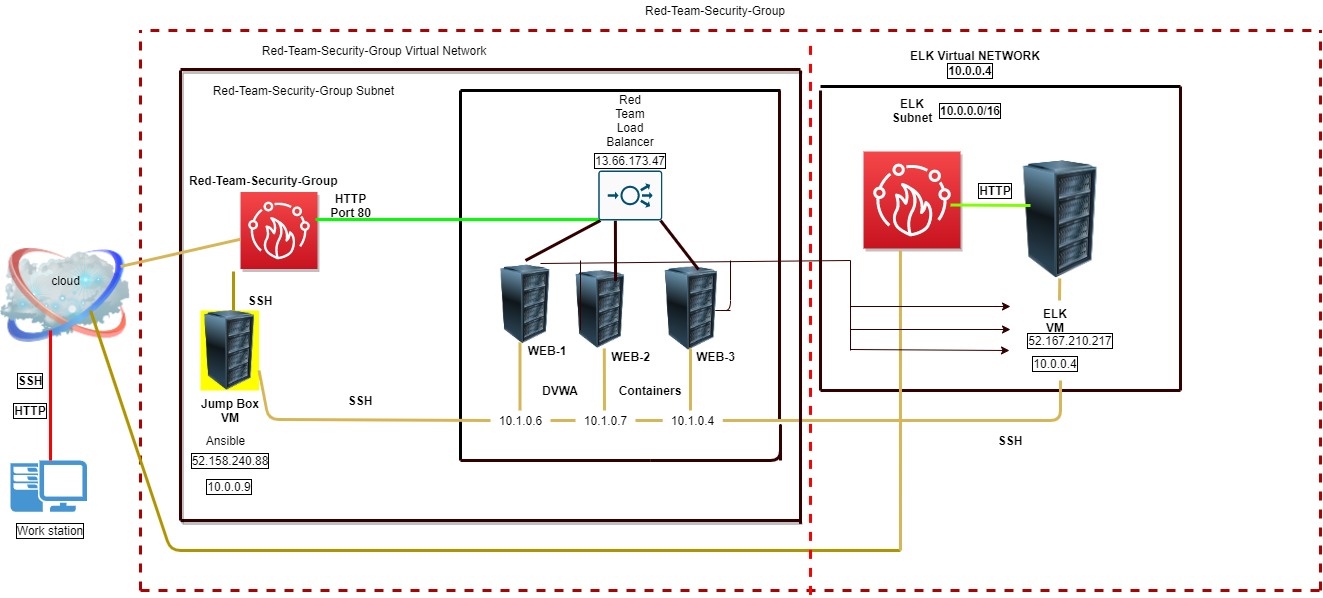 Red-Team-Security-Group
Red-Team-Security-Group Virtual Network
Red-Team-Security-Group Subnet
Red
Team
Load
Balancer
13.66.173.47
Red-Team-Security-Group
HTTP
Port 80
cloud
SSH
SSH
HTTP
Work station
Jump Box
VM
Ansible
52.158.240.88
10.0.0.9
SSH
WEB-1
WEB-2
WEB-3
DVWA
Containers
10.1.0.6
10.1.0.7
10.1.0.4
ELK Virtual NETWORK
10.0.0.4
ELK
Subnet
10.0.0.0/16
HTTP
ELK
VM
52.167.210.217
10.0.0.4
SSH